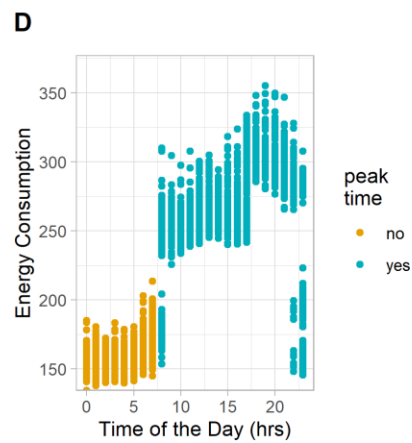 D
350
300
250
200
150
Energy Consumption
0 5 10 15 20
Time of the Day (hrs)
peak
time
no
yes